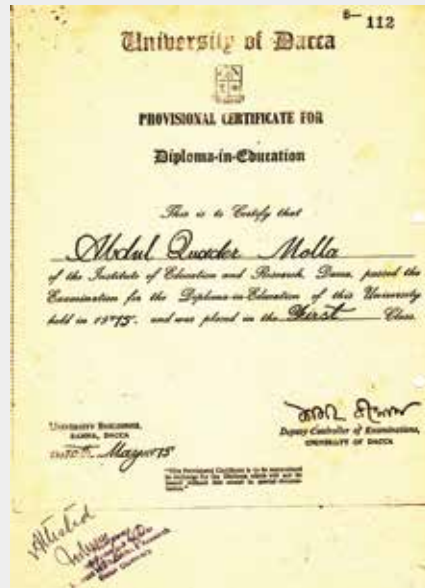 B— 112
University of Dacca
PROVISIONAL CERTIFICATE FOR
Diploma-in-Education
This is to Certify that
Abdul Quader Molla
of the Institute of Education and Research, Dacca, passed the
Examination for the Diploma-in-Education of this University
held in 1975. and was placed in the First Class.
UNIVERSITY BUILDINGS,
RAMNA, DACCA
May 1975
Deputy Controller of Examinations,
UNIVERSITY OF DACCA
Attested